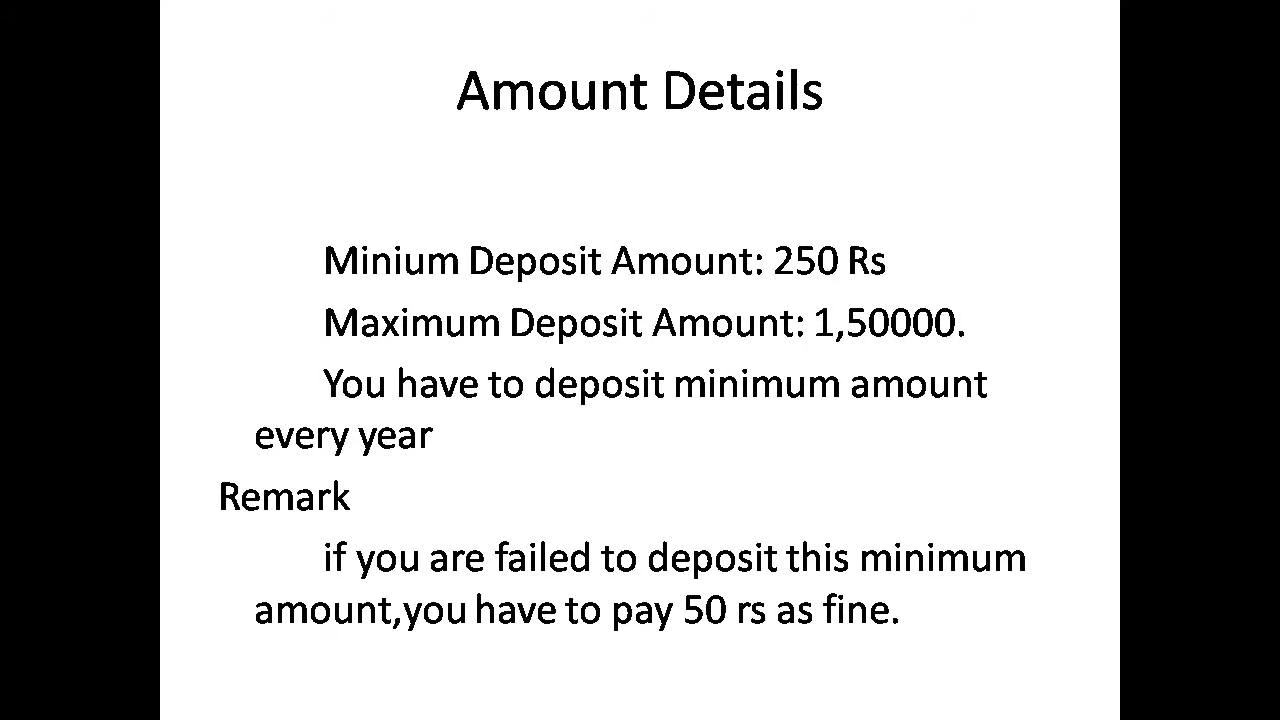 Amount Details
Minium Deposit Amount: 250 Rs
Maximum Deposit Amount: 1,50000.
You have to deposit minimum amount
every year
Remark
if you are failed to deposit this minimum
amount,you have to pay 50 rs as fine.